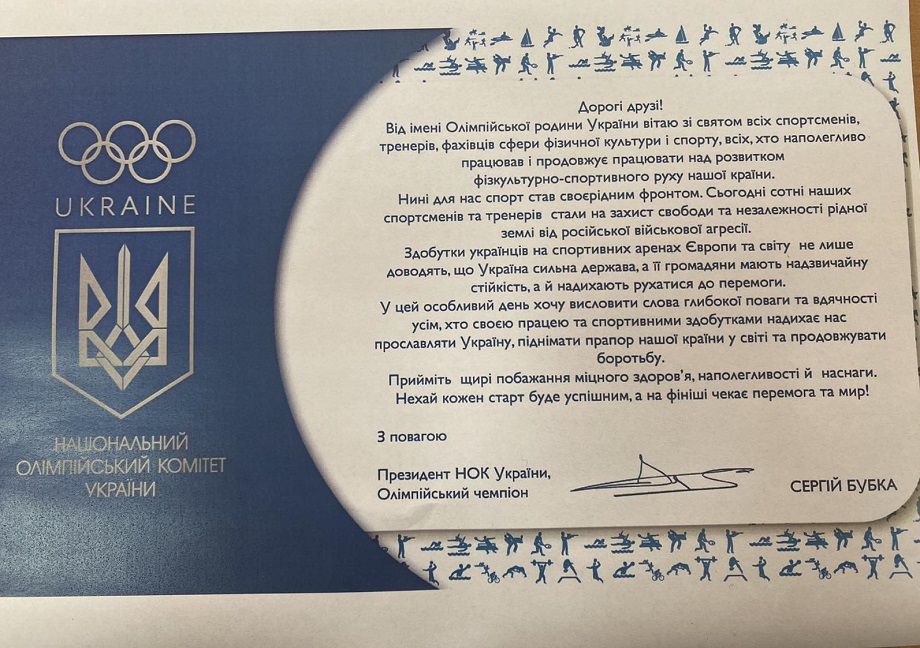 UKRAINE
НАЦІОНАЛЬНИЙ
ОЛІМПІЙСЬКИЙ КОМІТЕТ
УКРАЇНИ
Дорогі друзі!
Від імені Олімпійської родини України вітаю зі святом всіх спортсменів,
тренерів, фахівців сфери фізичної культури і спорту, всіх, хто наполегливо
працював і продовжує працювати над розвитком
фізкультурно-спортивного руху нашої країни.
Нині для нас спорт став своєрідним фронтом. Сьогодні сотні наших
спортсменів та тренерів стали на захист свободи та незалежності рідної
землі від російської військової агресії.
Здобутки українців на спортивних аренах Європи та світу не лише
доводять, що Україна сильна держава, а її громадяни мають надзвичайну
стійкість, а й надихають рухатися до перемоги.
У цей особливий день хочу висловити слова глибокої поваги та вдячності
усім, хто своєю працею та спортивними здобутками надихає нас
прославляти Україну, піднімати прапор нашої країни у світі та продовжувати
боротьбу.
Прийміть щирі побажання міцного здоров'я, наполегливості й наснаги.
Нехай кожен старт буде успішним, а на фініші чекає перемога та мир!
З повагою
Президент НОК України,
Олімпійський чемпіон
СЕРГІЙ БУБКА